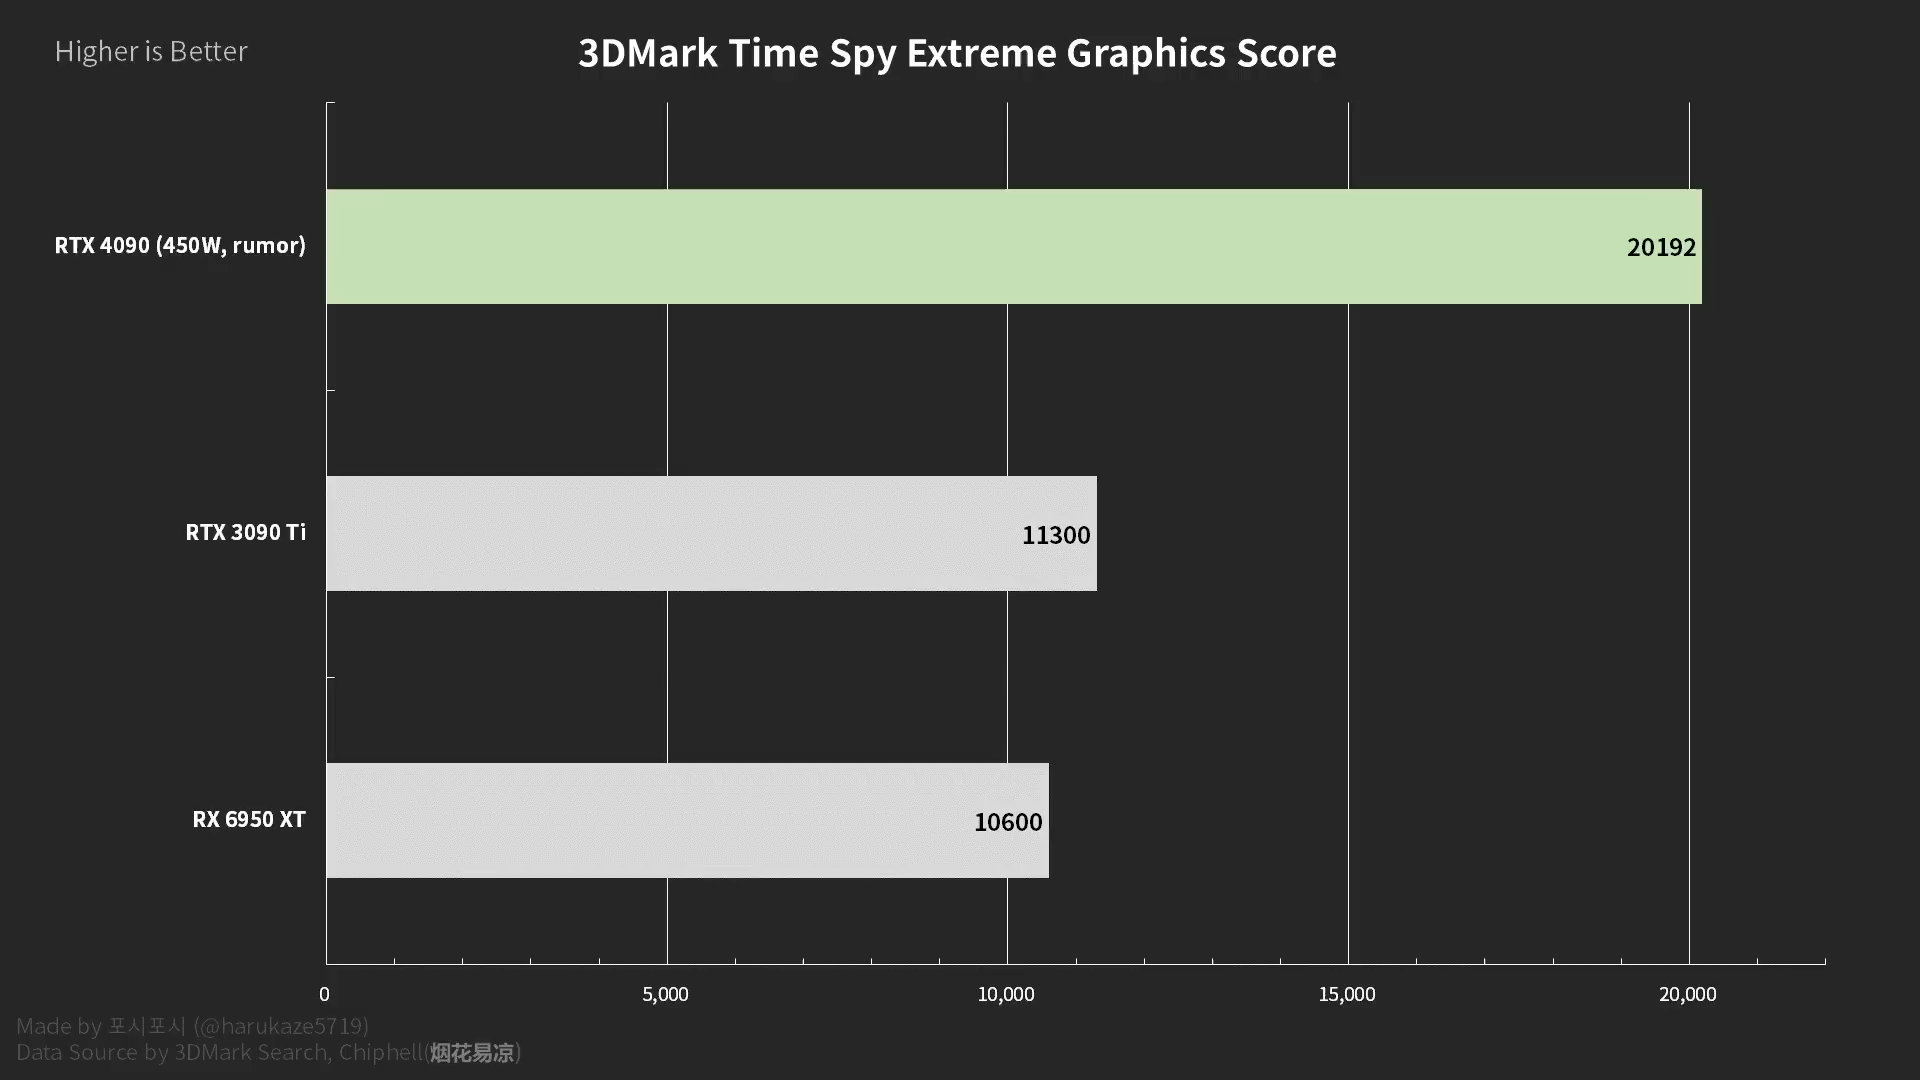 Higher is Better
3DMark Time Spy Extreme Graphics Score
RTX 4090 (450W, rumor)
20192
RTX 3090 Ti
11300
RX 6950 XT
10600
0
5,000
10,000
15,000
20,000
Made by 포시포시 (@harukaze5719)
Data Source by 3DMark Search, Chiphell(烟花易凉)